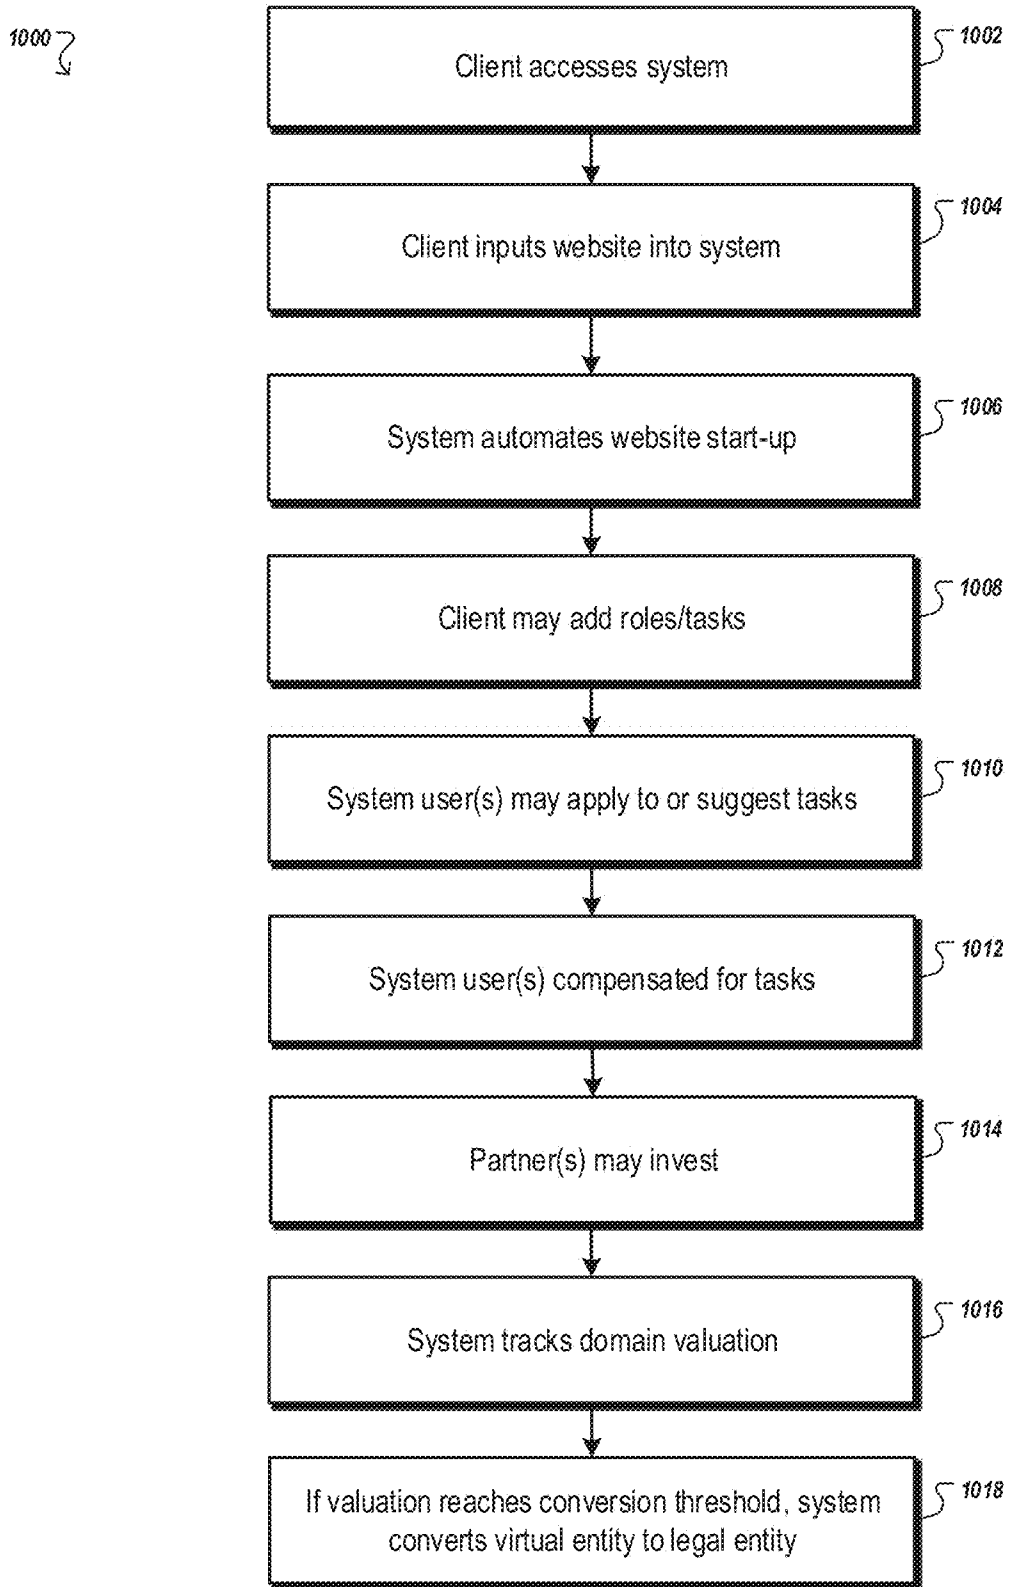 1000
Client accesses system
1002
Client inputs website into system
1004
System automates website start-up
1006
Client may add roles/tasks
1008
System user(s) may apply to or suggest tasks
1010
System user(s) compensated for tasks
1012
Partner(s) may invest
1014
System tracks domain valuation
1016
If valuation reaches conversion threshold, system
converts virtual entity to legal entity
1018